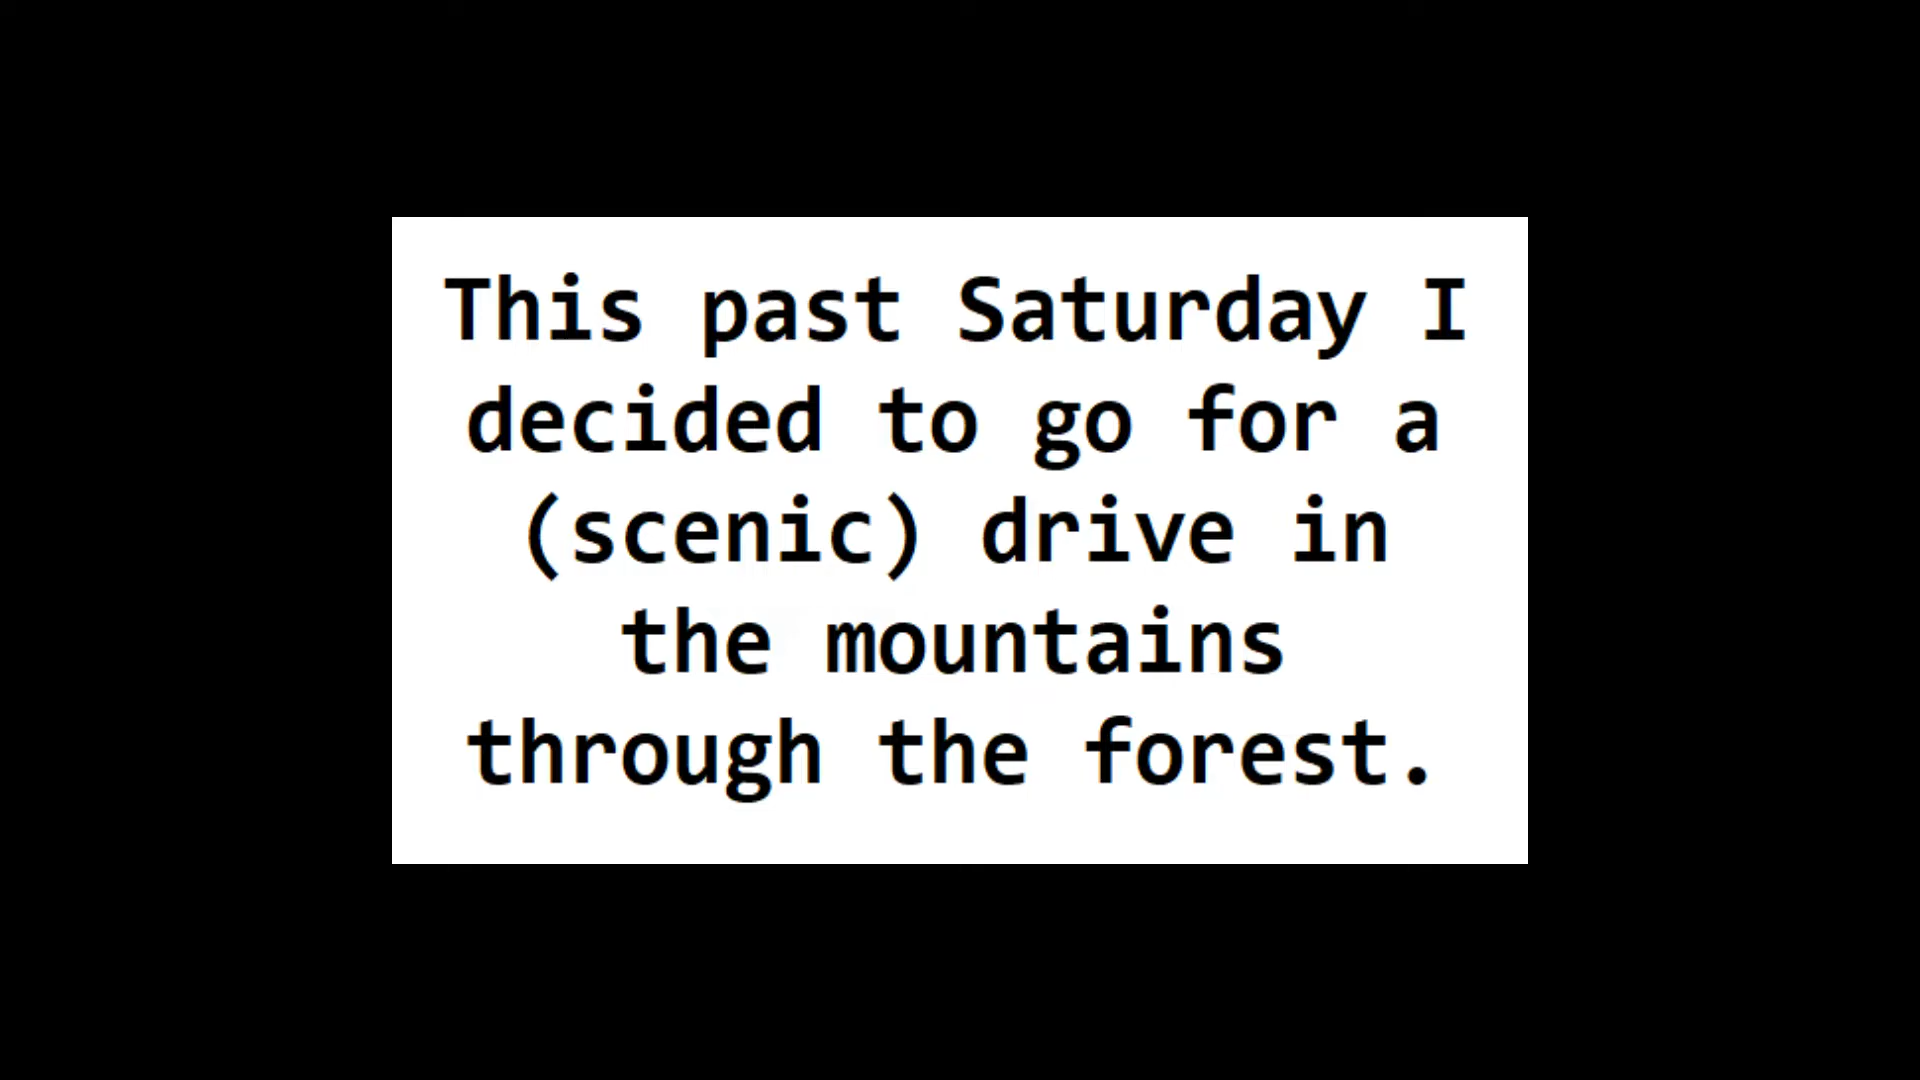 This past Saturday I
decided to go for a
(scenic) drive in
the mountains
through the forest.